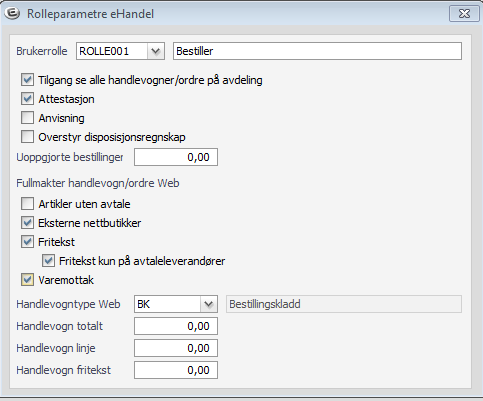 Rolleparametre eHandel
Brukerrolle ROLLE001 Bestiller
Tilgang se alle handlevogner/ordre på avdeling
Attestasjon
Anvisning
Overstyr disposisjonsregnskap
Uoppgjorte bestillinger 0,00
Fullmakter handlevogn/ordre Web
Artikler uten avtale
Eksterne nettbutikker
Fritekst
Fritekst kun på avtaleleverandører
Varemottak
Handlevogntype Web BK Bestillingskladd
Handlevogn totalt 0,00
Handlevogn linje 0,00
Handlevogn fritekst 0,00